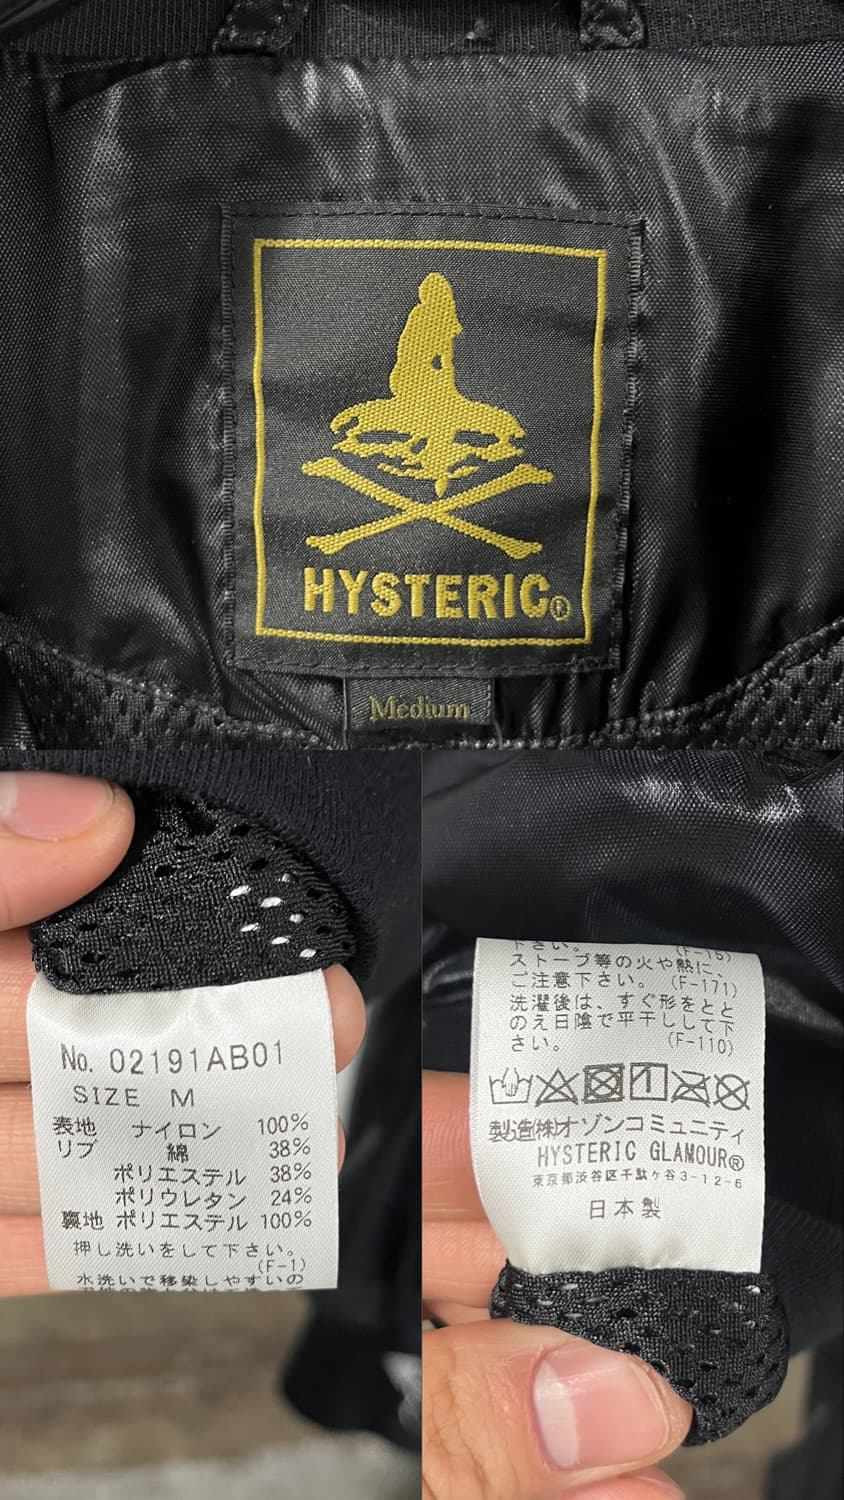 HYSTERIC®
Medium
No. 02191AB01
SIZE M
表地 ナイロン 100%
リブ 綿 38%
ポリエステル 38%
ポリウレタン 24%
裏地 ポリエステル 100%
押し洗いをして下さい。
(F-1)
水洗いで移染しやすいの
下さい。 (F-15)
ストーブ等の火や熱に、
ご注意下さい。 (F-171)
洗濯後は、すぐ形をとと
のえ日陰で平干しして下
さい。 (F-110)
製造(株)オゾンコミュニティ
HYSTERIC GLAMOUR®
東京都渋谷区千駄ヶ谷3-12-6
日本製